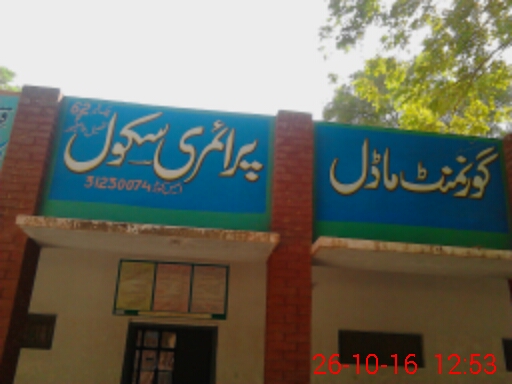 گورنمنٹ ماڈل
پرائمری سکول
31230074
26-10-16 12:53